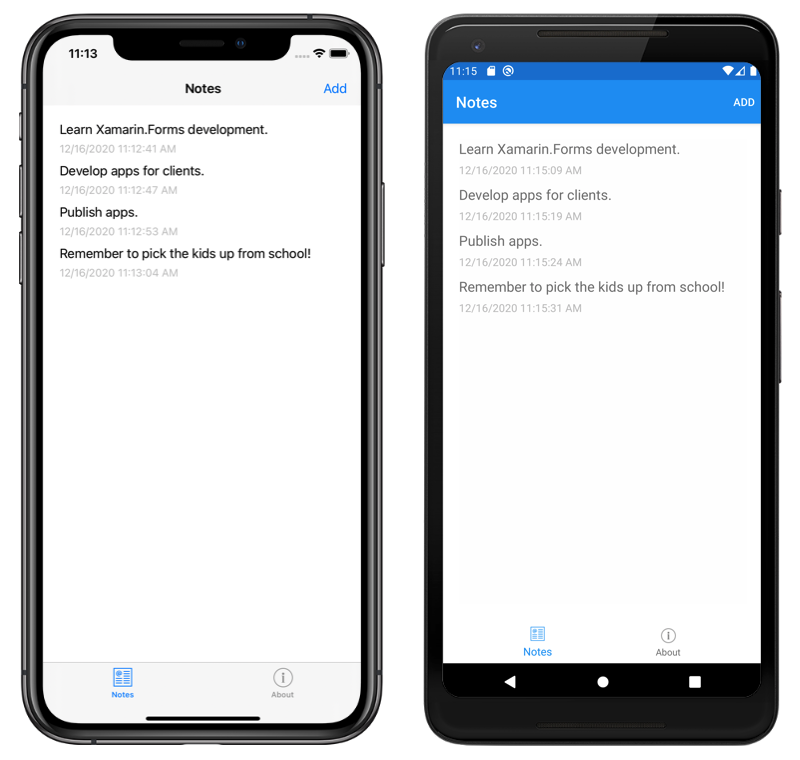 11:13
Notes
Add
Learn Xamarin.Forms development.
12/16/2020 11:12:41 AM
Develop apps for clients.
12/16/2020 11:12:47 AM
Publish apps.
12/16/2020 11:12:53 AM
Remember to pick the kids up from school!
12/16/2020 11:13:04 AM
Notes
About
11:15
Notes
ADD
Learn Xamarin.Forms development.
12/16/2020 11:15:09 AM
Develop apps for clients.
12/16/2020 11:15:19 AM
Publish apps.
12/16/2020 11:15:24 AM
Remember to pick the kids up from school!
12/16/2020 11:15:31 AM
Notes
About